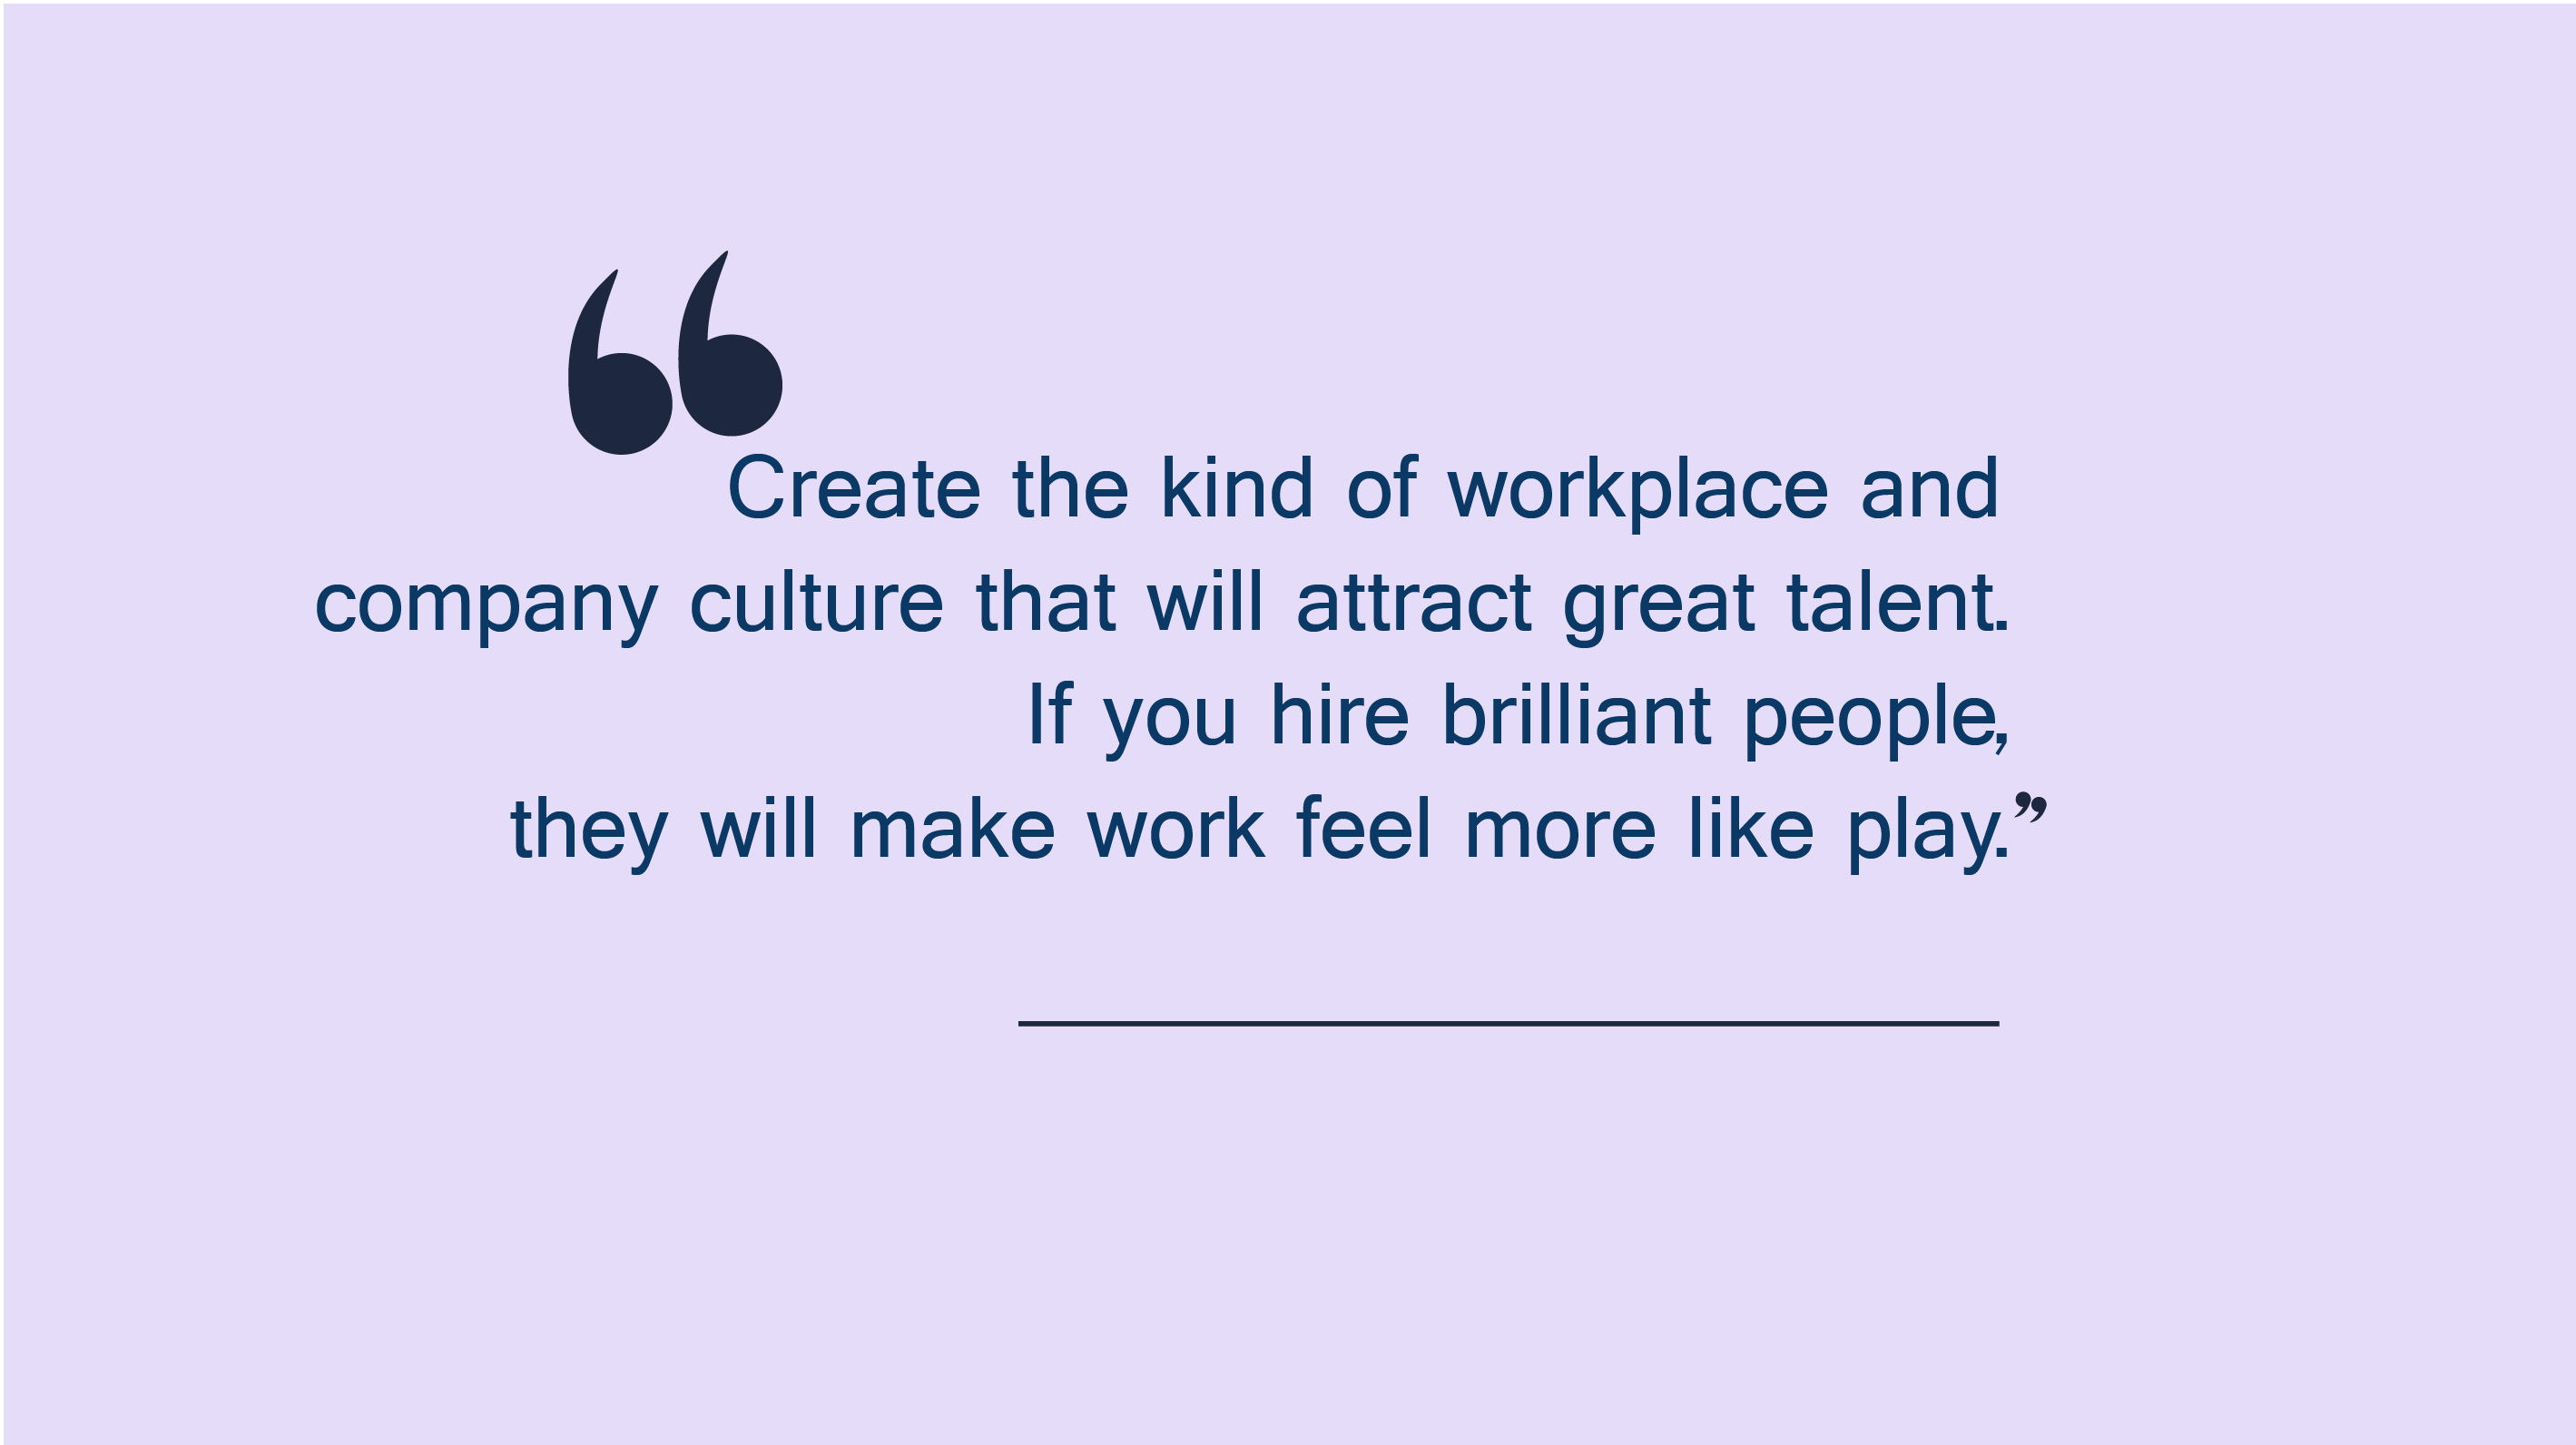 “Create the kind of workplace and
company culture that will attract great talent.
If you hire brilliant people,
they will make work feel more like play.”